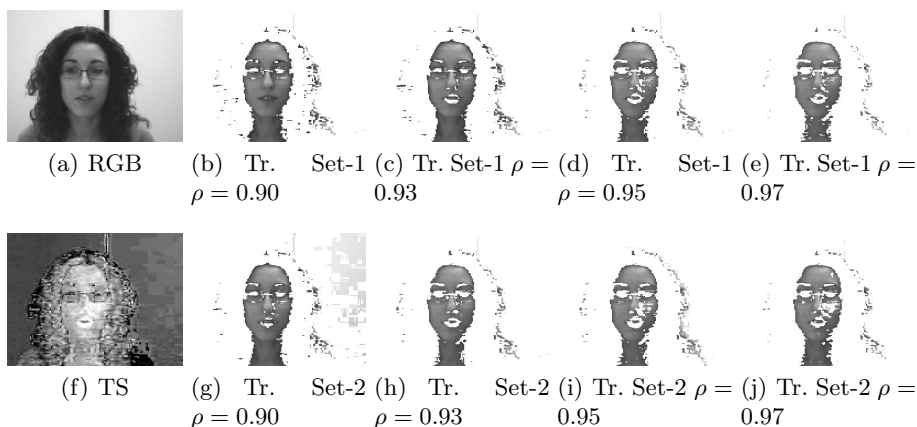 (a) RGB
(b) Tr. Set-1 ρ = 0.90
(c) Tr. Set-1 ρ = 0.93
(d) Tr. Set-1 ρ = 0.95
(e) Tr. Set-1 ρ = 0.97
(f) TS
(g) Tr. Set-2 ρ = 0.90
(h) Tr. Set-2 ρ = 0.93
(i) Tr. Set-2 ρ = 0.95
(j) Tr. Set-2 ρ = 0.97